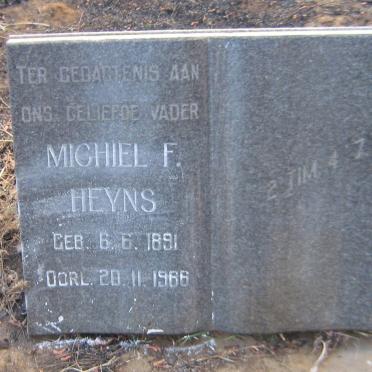 TER GEDAGTENIS AAN
ONS GELIEFDE VADER
MICHIEL F.
HEYNS
GEB. 6. 6. 1891
OORL. 20. 11. 1966
2 TIM. 4 : 7